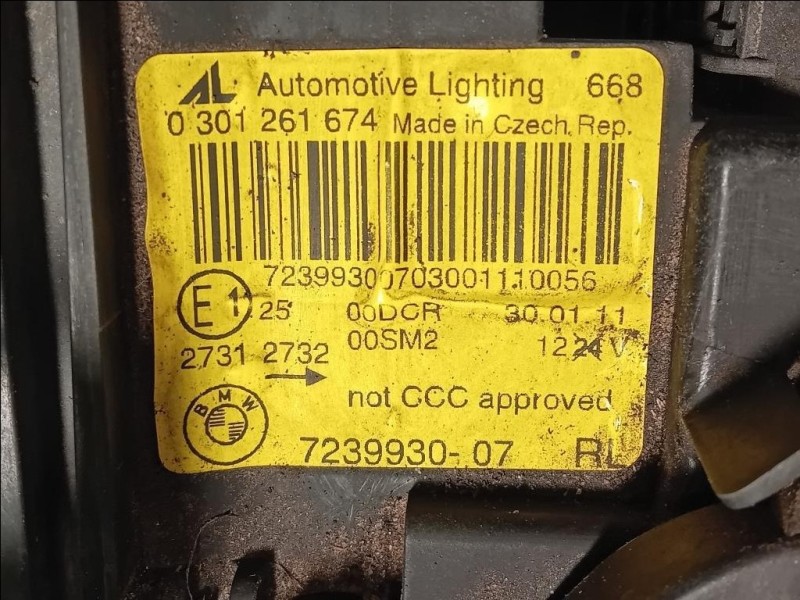 AL Automotive Lighting 668
0 301 261 674 Made in Czech. Rep.
72399300703001110056
E1 25 00DCR 30.01.11
2731 2732 00SM2 12 24 V
not CCC approved
BMW
7239930-07 RL